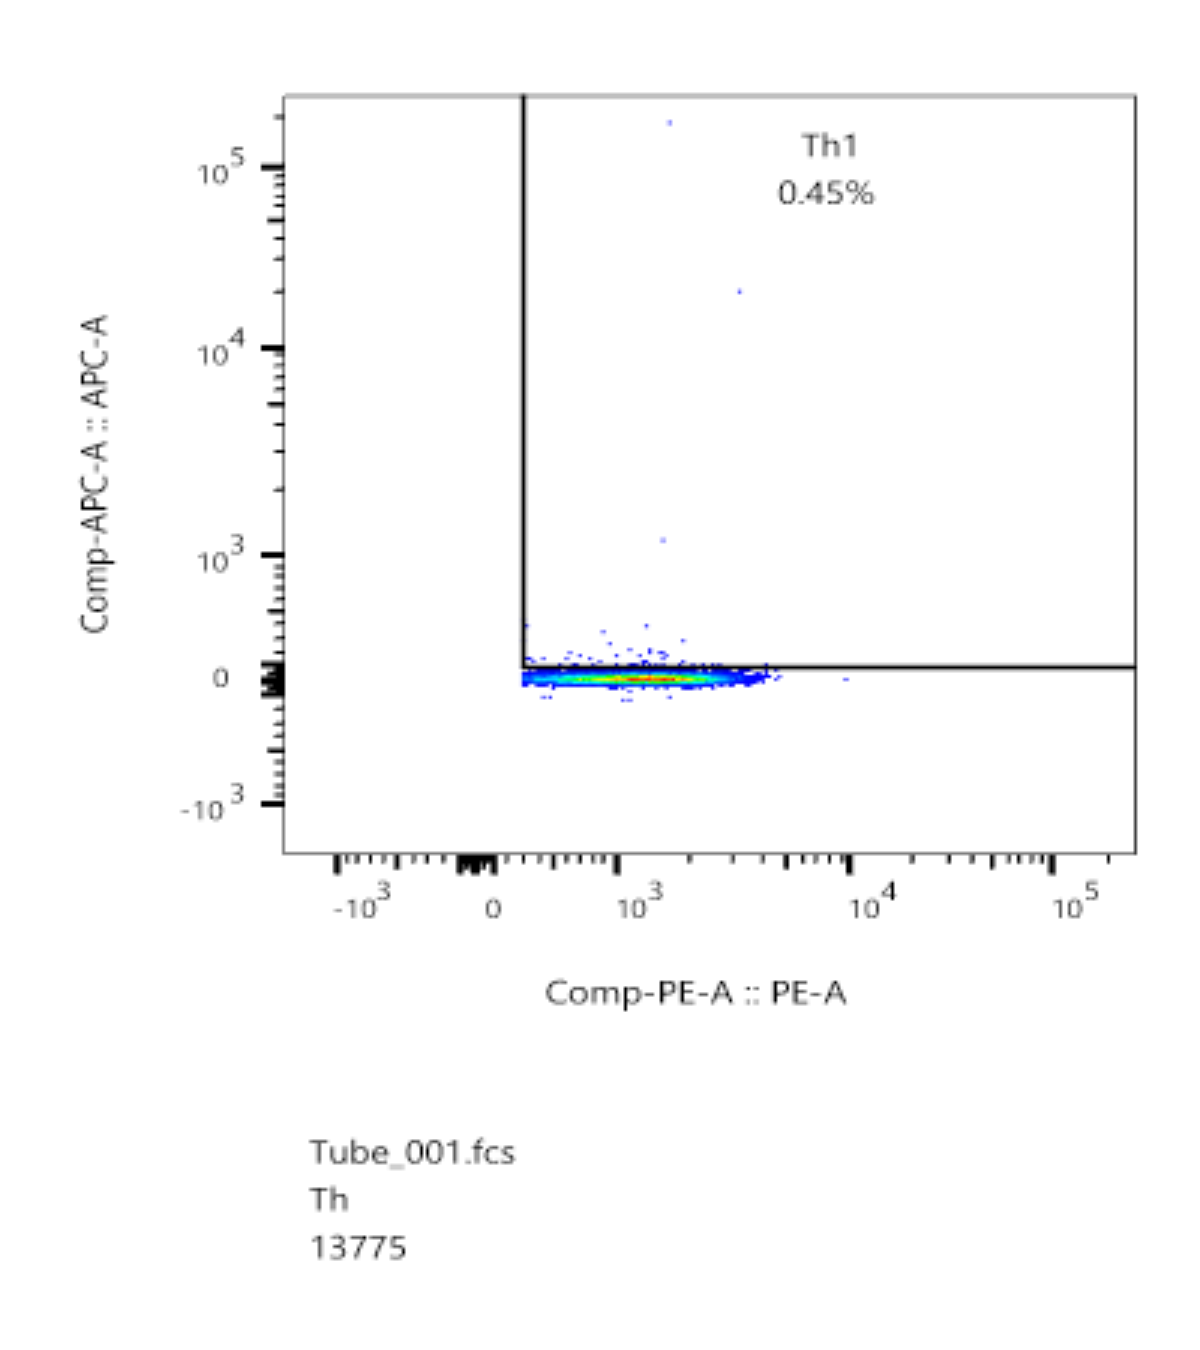 Th1
0.45%
10^5
10^4
10^3
0
-10^3
Comp-APC-A :: APC-A
-10^3 0 10^3 10^4 10^5
Comp-PE-A :: PE-A
Tube_001.fcs
Th
13775